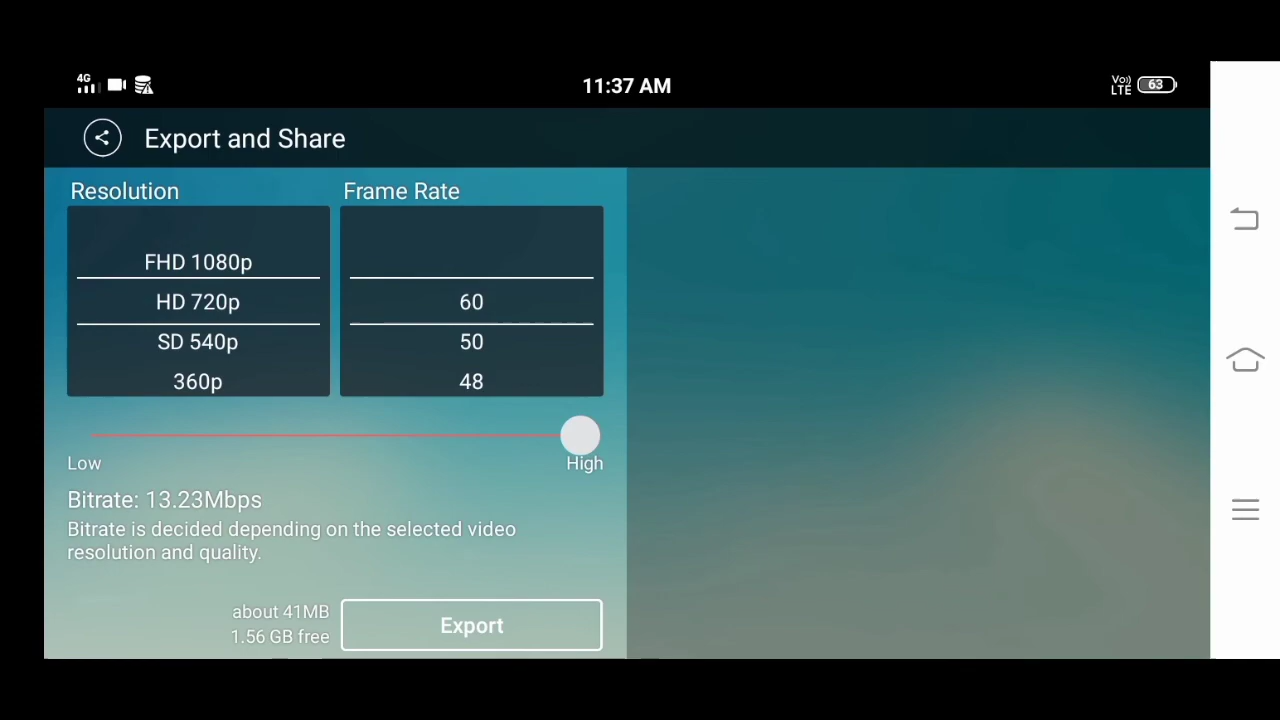 4G
11:37 AM
Vo)) LTE
63
Export and Share
Resolution
FHD 1080p
HD 720p
SD 540p
360p
Frame Rate
60
50
48
Low
High
Bitrate: 13.23Mbps
Bitrate is decided depending on the selected video
resolution and quality.
about 41MB
1.56 GB free
Export